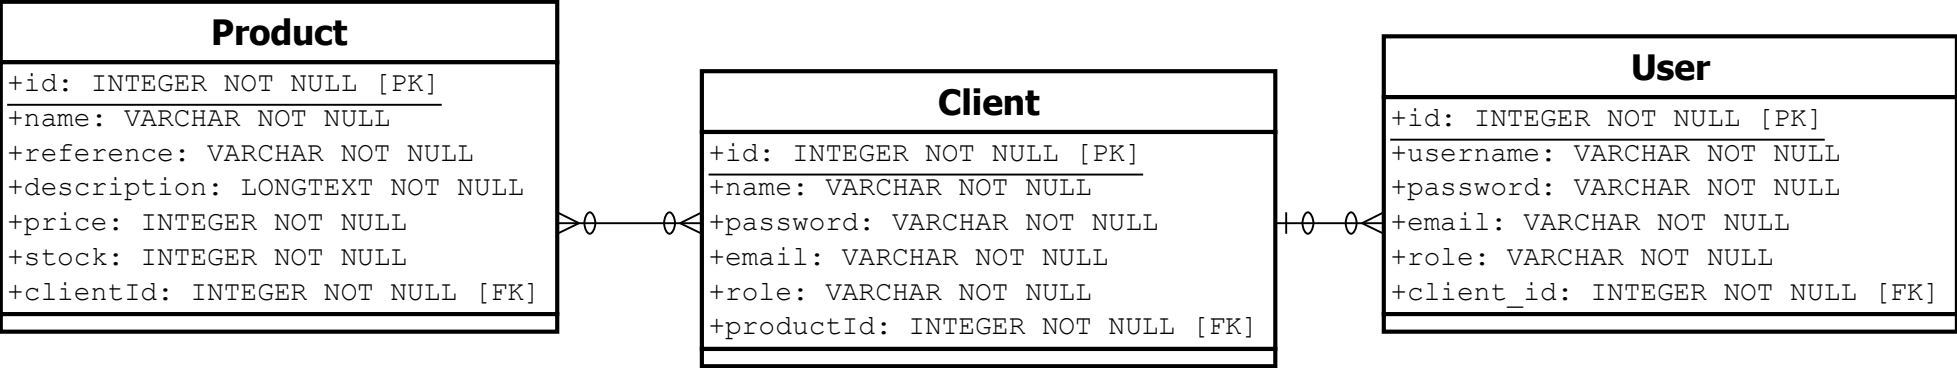 Product
+id: INTEGER NOT NULL [PK]
+name: VARCHAR NOT NULL
+reference: VARCHAR NOT NULL
+description: LONGTEXT NOT NULL
+price: INTEGER NOT NULL
+stock: INTEGER NOT NULL
+clientId: INTEGER NOT NULL [FK]
Client
+id: INTEGER NOT NULL [PK]
+name: VARCHAR NOT NULL
+password: VARCHAR NOT NULL
+email: VARCHAR NOT NULL
+role: VARCHAR NOT NULL
+productId: INTEGER NOT NULL [FK]
User
+id: INTEGER NOT NULL [PK]
+username: VARCHAR NOT NULL
+password: VARCHAR NOT NULL
+email: VARCHAR NOT NULL
+role: VARCHAR NOT NULL
+client_id: INTEGER NOT NULL [FK]